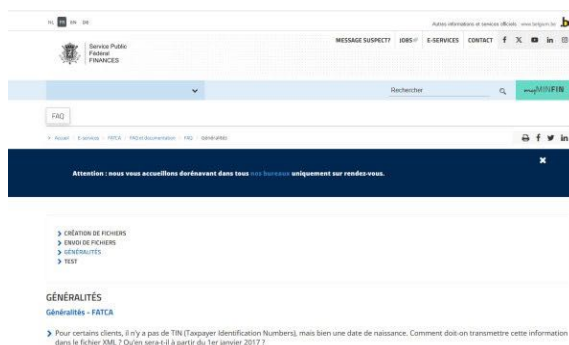 NL FR EN DE
Autres informations et services officiels : www.belgium.be
Service Public
Fédéral
FINANCES
MESSAGE SUSPECT? JOBS E-SERVICES CONTACT
Rechercher
myMINFIN
FAQ
Accueil E-services FATCA FAQ et documentation FAQ Généralités
Attention : nous vous accueillons dorénavant dans tous nos bureaux uniquement sur rendez-vous.
CRÉATION DE FICHIERS
ENVOI DE FICHIERS
GÉNÉRALITÉS
TEST
GÉNÉRALITÉS
Généralités - FATCA
Pour certains clients, il n'y a pas de TIN (Taxpayer Identification Numbers), mais bien une date de naissance. Comment doit-on transmettre cette information
dans le fichier XML ? Qu'en sera-t-il à partir du 1er janvier 2017 ?